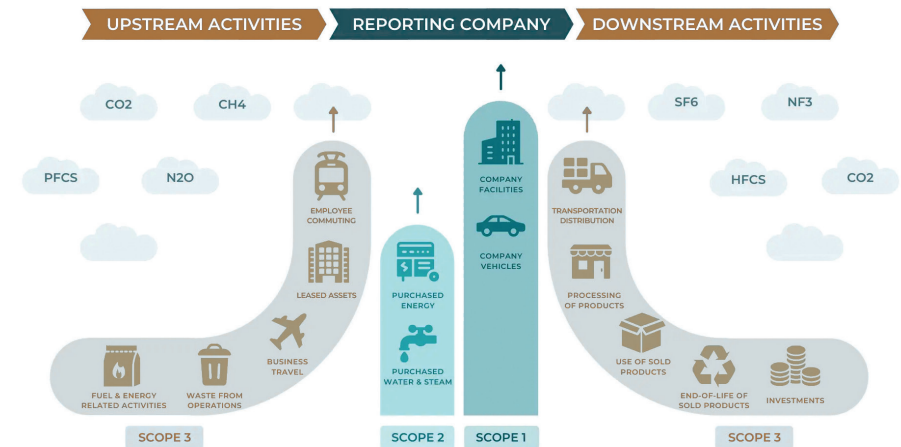 UPSTREAM ACTIVITIES
REPORTING COMPANY
DOWNSTREAM ACTIVITIES
CO2
CH4
SF6
NF3
PFCS
N2O
HFCS
CO2
EMPLOYEE
COMMUTING
LEASED ASSETS
BUSINESS
TRAVEL
WASTE FROM
OPERATIONS
FUEL & ENERGY
RELATED ACTIVITIES
SCOPE 3
PURCHASED
ENERGY
PURCHASED
WATER & STEAM
SCOPE 2
COMPANY
FACILITIES
COMPANY
VEHICLES
SCOPE 1
TRANSPORTATION
DISTRIBUTION
PROCESSING
OF PRODUCTS
USE OF SOLD
PRODUCTS
END-OF-LIFE OF
SOLD PRODUCTS
INVESTMENTS
SCOPE 3